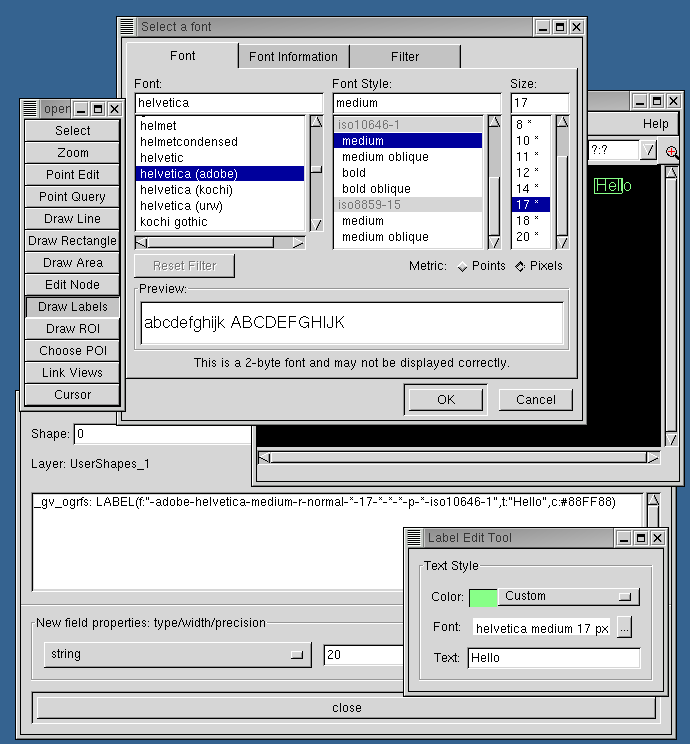 Select a font
Font
Font Information
Filter
Font:
helvetica
helmet
helmetcondensed
helvetic
helvetica (adobe)
helvetica (kochi)
helvetica (urw)
kochi gothic
Font Style:
medium
iso10646-1
medium
medium oblique
bold
bold oblique
iso8859-15
medium
medium oblique
Size:
17
8 *
10 *
11 *
12 *
14 *
17 *
18 *
20 *
Reset Filter
Metric: Points Pixels
Preview:
abcdefghijk ABCDEFGHIJK
This is a 2-byte font and may not be displayed correctly.
OK
Cancel
open
Select
Zoom
Point Edit
Point Query
Draw Line
Draw Rectangle
Draw Area
Edit Node
Draw Labels
Draw ROI
Choose POI
Link Views
Cursor
Help
?:?
Hello
Shape: 0
Layer: UserShapes_1
_gv_ogrfs: LABEL(f:"-adobe-helvetica-medium-r-normal-*-17-*-*-*-p-*-iso10646-1",t:"Hello",c:#88FF88)
New field properties: type/width/precision
string
20
close
Label Edit Tool
Text Style
Color: Custom
Font: helvetica medium 17 px ...
Text: Hello